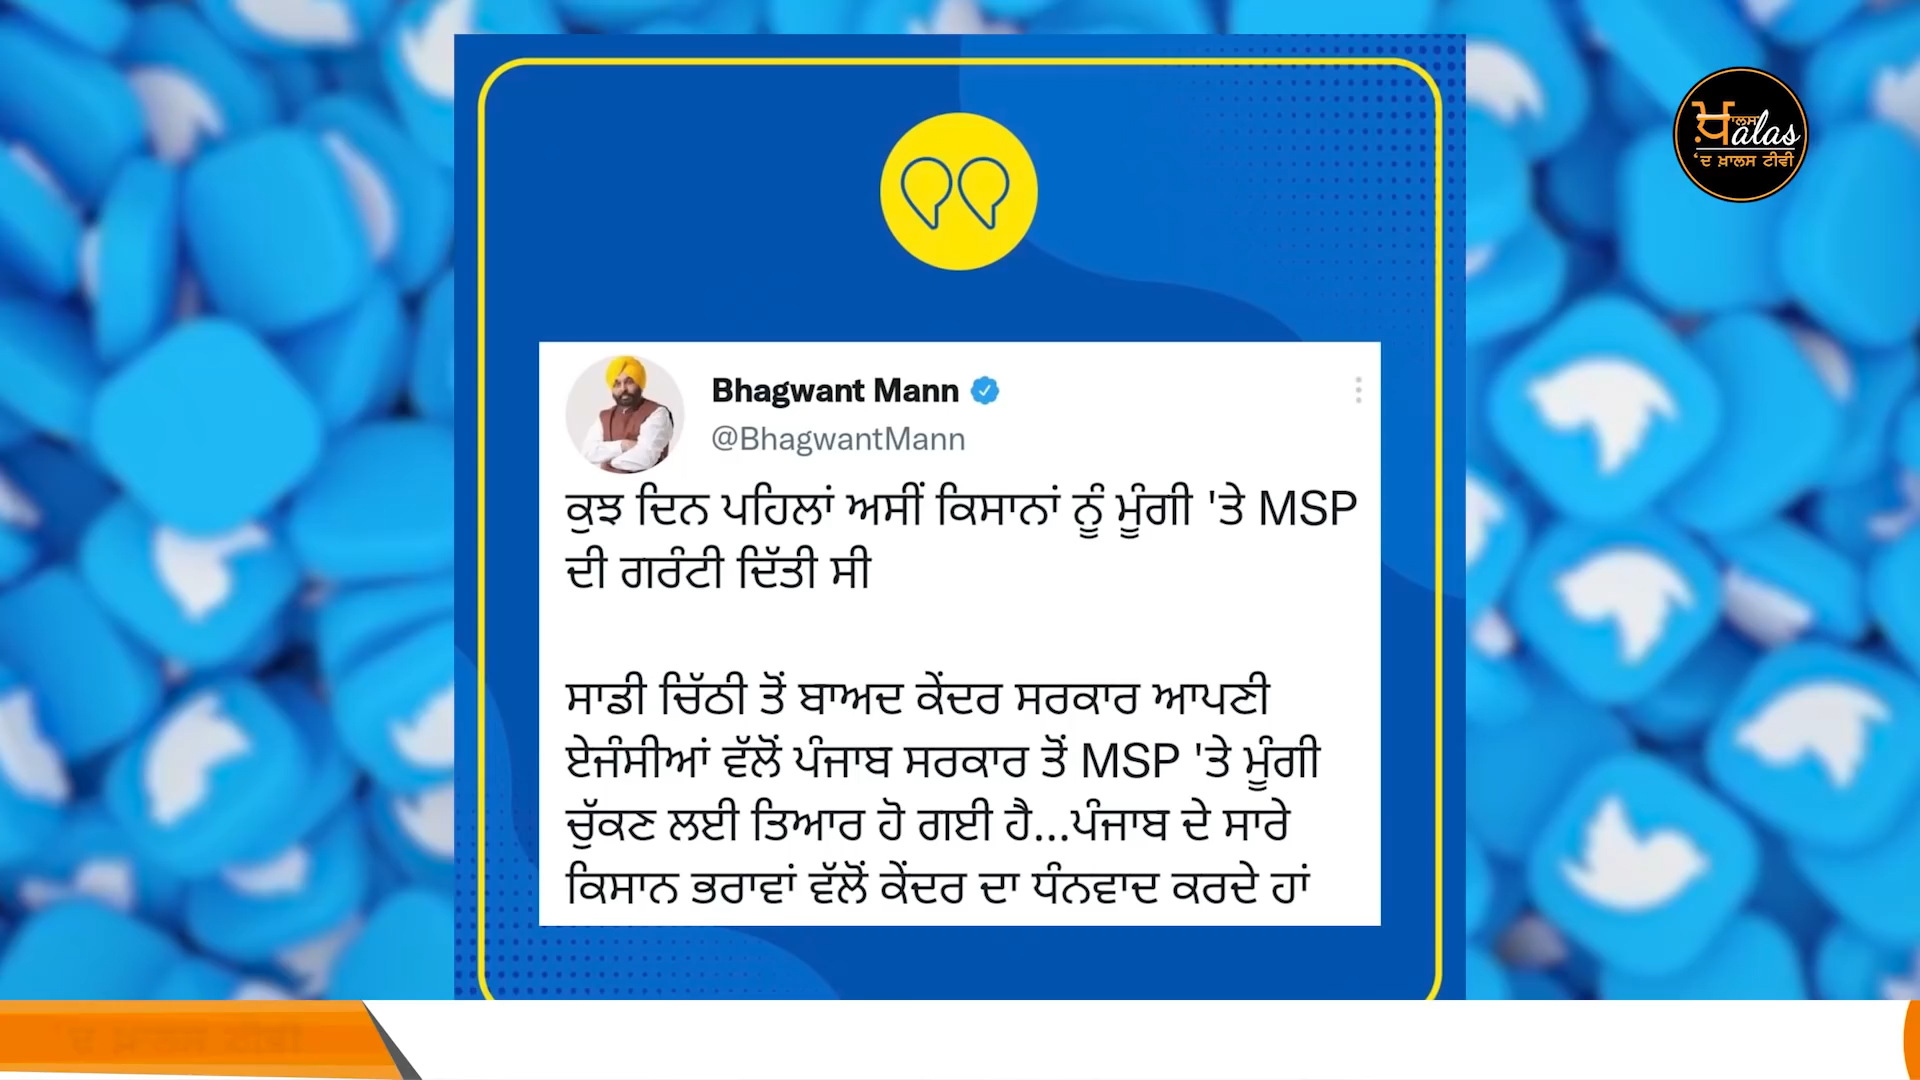 ਖ਼ਾਲਸalas
'ਦ ਖ਼ਾਲਸ ਟੀਵੀ
Bhagwant Mann
@BhagwantMann
ਕੁਝ ਦਿਨ ਪਹਿਲਾਂ ਅਸੀਂ ਕਿਸਾਨਾਂ ਨੂੰ ਮੂੰਗੀ 'ਤੇ MSP
ਦੀ ਗਰੰਟੀ ਦਿੱਤੀ ਸੀ
ਸਾਡੀ ਚਿੱਠੀ ਤੋਂ ਬਾਅਦ ਕੇਂਦਰ ਸਰਕਾਰ ਆਪਣੀ
ਏਜੰਸੀਆਂ ਵੱਲੋਂ ਪੰਜਾਬ ਸਰਕਾਰ ਤੋਂ MSP 'ਤੇ ਮੂੰਗੀ
ਚੁੱਕਣ ਲਈ ਤਿਆਰ ਹੋ ਗਈ ਹੈ...ਪੰਜਾਬ ਦੇ ਸਾਰੇ
ਕਿਸਾਨ ਭਰਾਵਾਂ ਵੱਲੋਂ ਕੇਂਦਰ ਦਾ ਧੰਨਵਾਦ ਕਰਦੇ ਹਾਂ
'ਦ ਖ਼ਾਲਸ ਟੀਵੀ